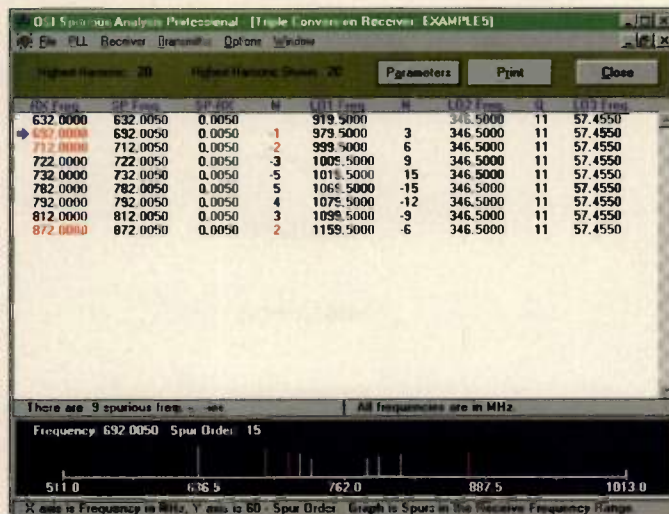 OSI Spurious Analysis Professional - [Triple Conversion Receiver: EXAMPLE5]
File PLL Receiver Transmitter Options Window
Highest Harmonic: 20 Highest Harmonic Shown: 20 Parameters Print Close
RX Freq SP Freq SP-RX M LO1 Freq N LO2 Freq Q LO3 Freq
632.0000 632.0050 0.0050 919.5000 346.5000 11 57.4550
692.0000 692.0050 0.0050 -1 979.5000 3 346.5000 11 57.4550
712.0000 712.0050 0.0050 -2 999.5000 6 346.5000 11 57.4550
722.0000 722.0050 0.0050 -3 1009.5000 9 346.5000 11 57.4550
732.0000 732.0050 0.0050 -5 1019.5000 15 346.5000 11 57.4550
782.0000 782.0050 0.0050 5 1069.5000 -15 346.5000 11 57.4550
792.0000 792.0050 0.0050 4 1079.5000 -12 346.5000 11 57.4550
812.0000 812.0050 0.0050 3 1099.5000 -9 346.5000 11 57.4550
872.0000 872.0050 0.0050 2 1159.5000 -6 346.5000 11 57.4550
There are 9 spurious All frequencies are in MHz
Frequency 692.0050 Spur Order: 15
511.0 636.5 762.0 887.5 1013.0
X axis is Frequency in MHz, Y axis is 60 - Spur Order. Graph is Spurs in the Receive Frequency Range